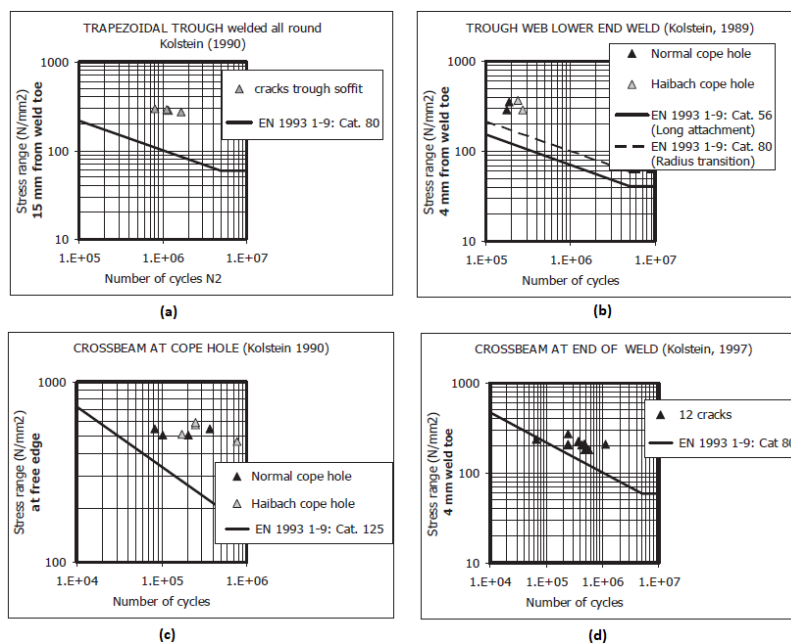 TRAPEZOIDAL TROUGH welded all round
Kolstein (1990)
1000
100
10
1.E+05
1.E+06
1.E+07
Stress range (N/mm2)
15 mm from weld toe
Number of cycles N2
cracks trough soffit
EN 1993 1-9: Cat. 80
(a)
TROUGH WEB LOWER END WELD (Kolstein, 1989)
1000
100
10
1.E+05
1.E+06
1.E+07
Stress range (N/mm2)
4 mm from weld toe
Number of cycles
Normal cope hole
Haibach cope hole
EN 1993 1-9: Cat. 56
(Long attachment)
EN 1993 1-9: Cat. 80
(Radius transition)
(b)
CROSSBEAM AT COPE HOLE (Kolstein 1990)
1000
100
1.E+04
1.E+05
1.E+06
Stress range (N/mm2)
at free edge
Number of cycles
Normal cope hole
Haibach cope hole
EN 1993 1-9: Cat. 125
(c)
CROSSBEAM AT END OF WELD (Kolstein, 1997)
1000
100
10
1.E+04
1.E+05
1.E+06
1.E+07
Stress range (N/mm2)
4 mm weld toe
Number of cycles
12 cracks
EN 1993 1-9: Cat 80
(d)